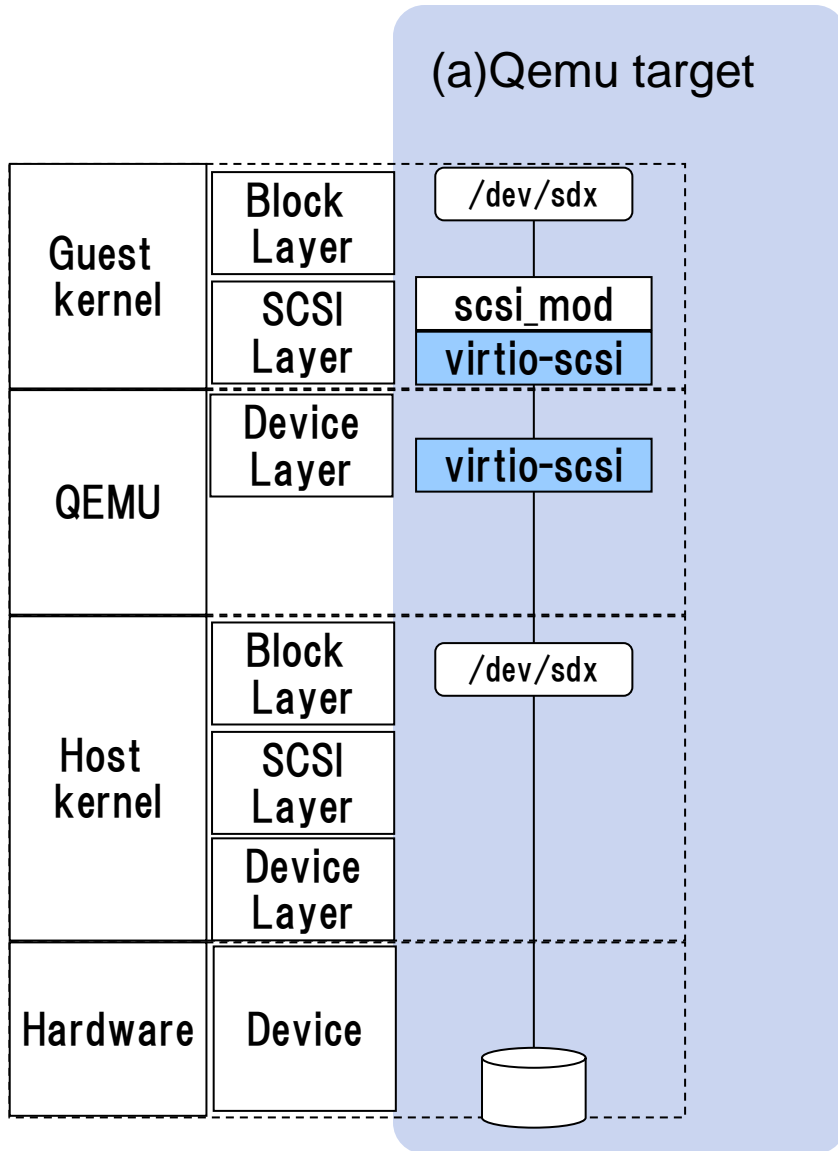 (a)Qemu target
Guest
kernel
Block
Layer
/dev/sdx
SCSI
Layer
scsi_mod
virtio-scsi
QEMU
Device
Layer
virtio-scsi
Host
kernel
Block
Layer
/dev/sdx
SCSI
Layer
Device
Layer
Hardware
Device